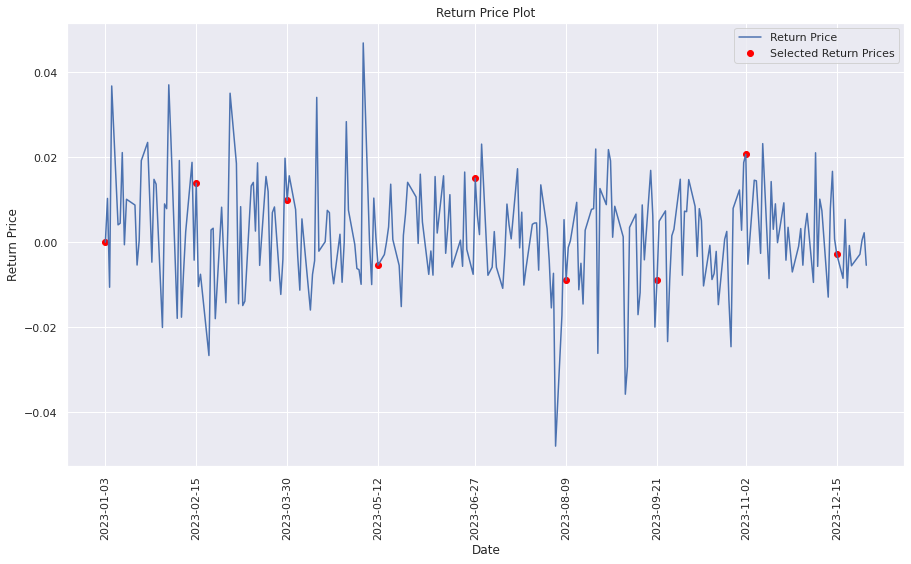 Return Price Plot
Return Price
Selected Return Prices
Return Price
0.04
0.02
0.00
−0.02
−0.04
2023-01-03
2023-02-15
2023-03-30
2023-05-12
2023-06-27
2023-08-09
2023-09-21
2023-11-02
2023-12-15
Date